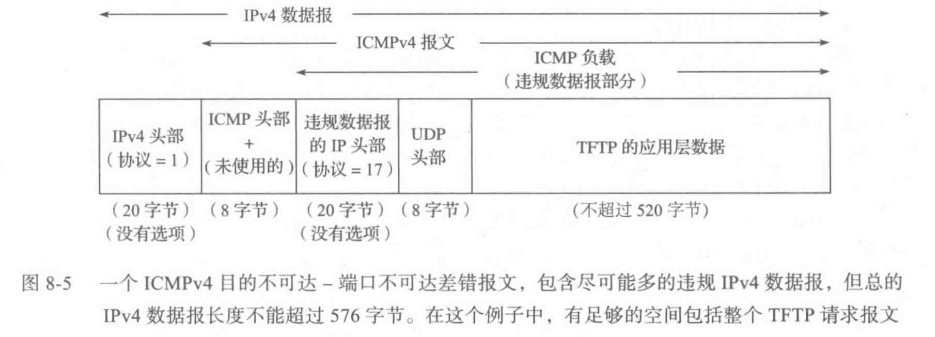 IPv4 数据报
ICMPv4 报文
ICMP 负载
(违规数据报部分)
IPv4 头部
(协议 = 1)
ICMP 头部
+
(未使用的)
违规数据报
的 IP 头部
(协议 = 17)
UDP
头部
TFTP 的应用层数据
(20 字节)
(没有选项)
(8 字节)
(20 字节)
(没有选项)
(8 字节)
(不超过 520 字节)
图 8-5 一个 ICMPv4 目的不可达 – 端口不可达差错报文，包含尽可能多的违规 IPv4 数据报，但总的
IPv4 数据报长度不能超过 576 字节。在这个例子中，有足够的空间包括整个 TFTP 请求报文